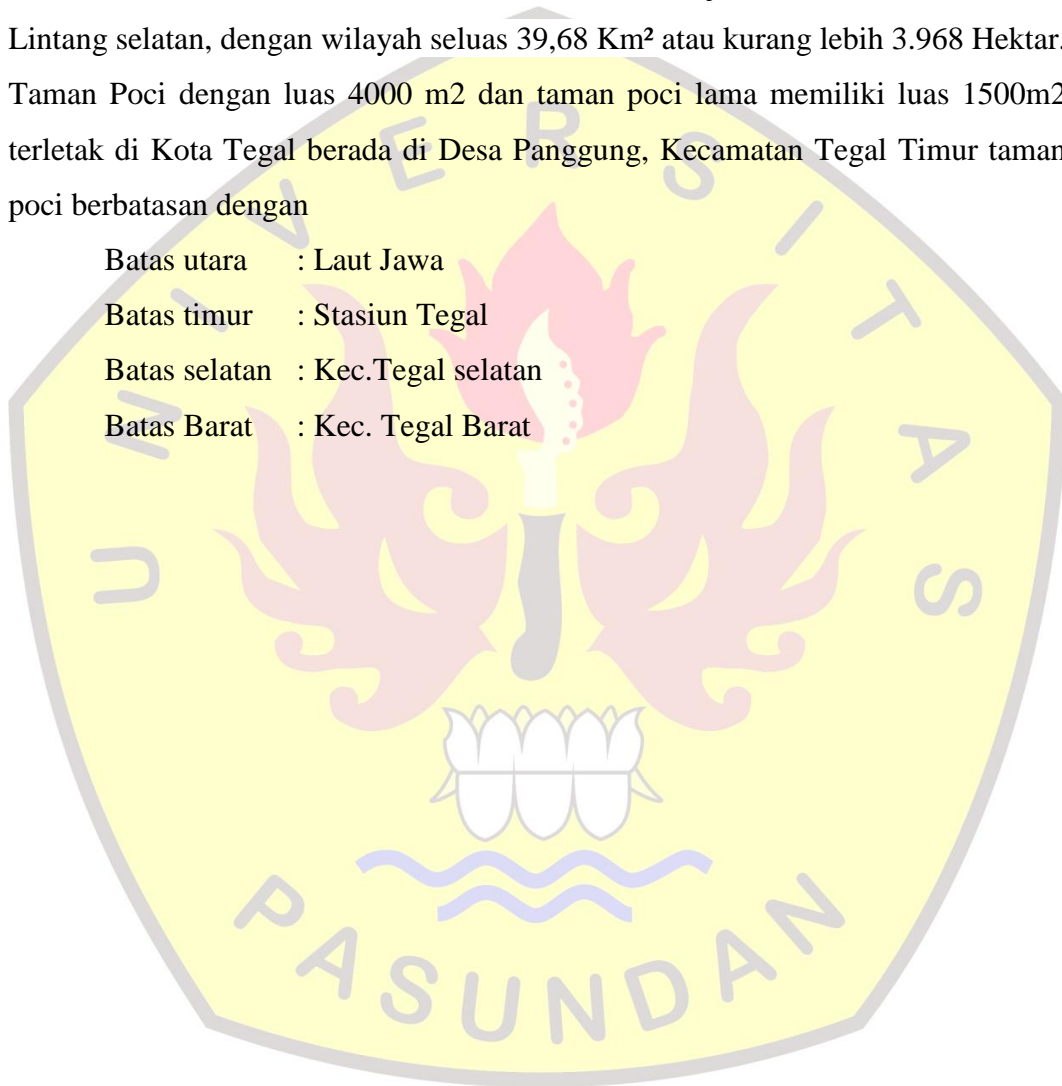 Lintang selatan, dengan wilayah seluas 39,68 Km² atau kurang lebih 3.968 Hektar.
Taman Poci dengan luas 4000 m2 dan taman poci lama memiliki luas 1500m2
terletak di Kota Tegal berada di Desa Panggung, Kecamatan Tegal Timur taman
poci berbatasan dengan
Batas utara : Laut Jawa
Batas timur : Stasiun Tegal
Batas selatan : Kec.Tegal selatan
Batas Barat : Kec. Tegal Barat
UNIVERSITAS
PASUNDAN